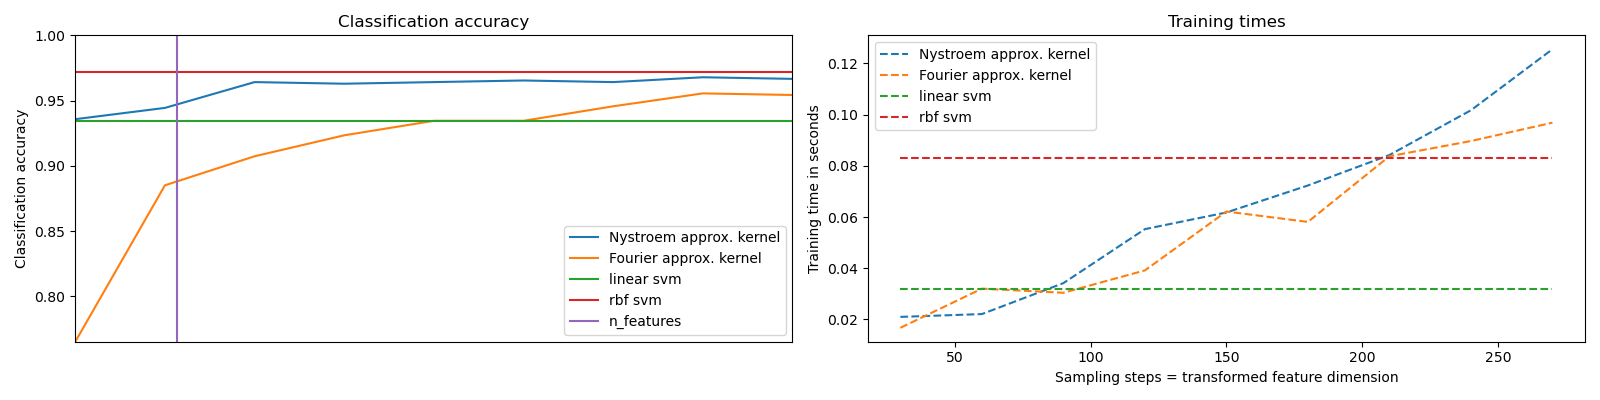 Classification accuracy
Classification accuracy
1.00
0.95
0.90
0.85
0.80
Nystroem approx. kernel
Fourier approx. kernel
linear svm
rbf svm
n_features
Training times
Training time in seconds
0.12
0.10
0.08
0.06
0.04
0.02
Nystroem approx. kernel
Fourier approx. kernel
linear svm
rbf svm
50
100
150
200
250
Sampling steps = transformed feature dimension